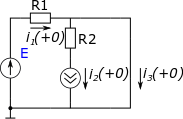 R1
i₁(+0)
R2
E
i₂(+0)
i₃(+0)